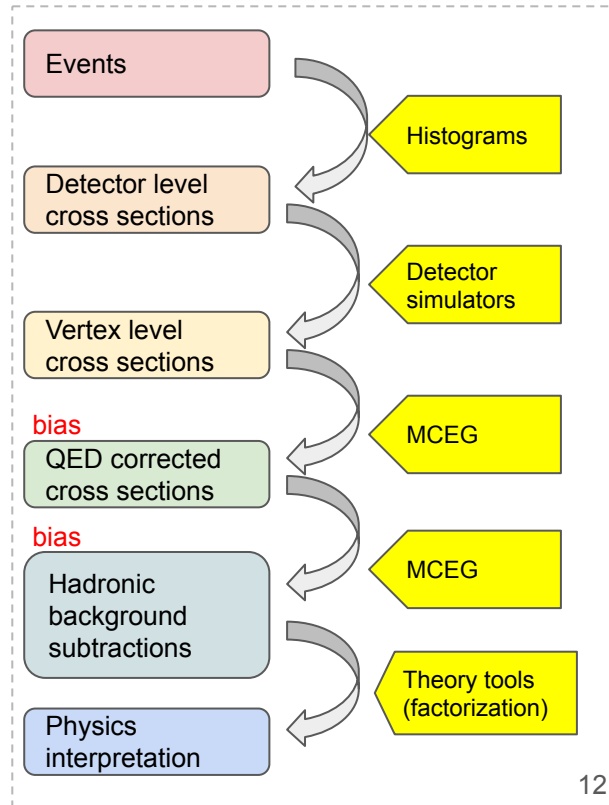 Events
Histograms
Detector level
cross sections
Detector
simulators
Vertex level
cross sections
MCEG
bias
QED corrected
cross sections
bias
MCEG
Hadronic
background
subtractions
Theory tools
(factorization)
Physics
interpretation
12